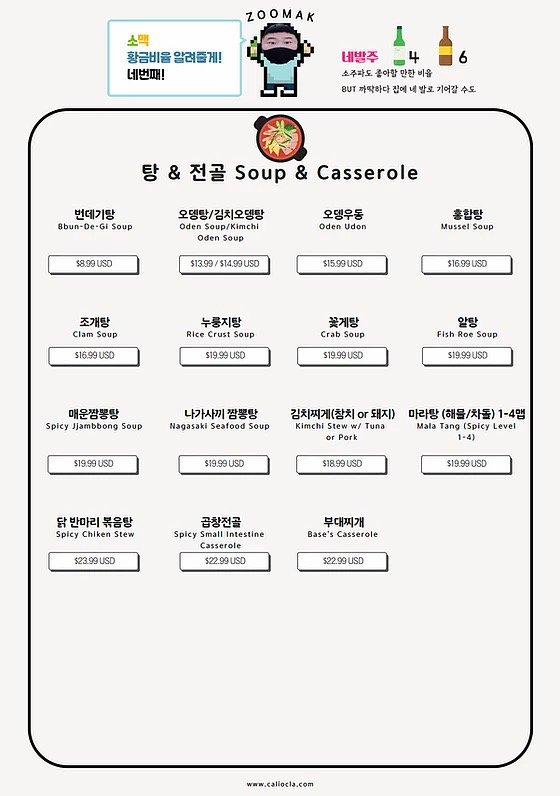 ZOOMAK
소맥
황금비율 알려줄게!
네번째!
네발주 4 6
소주파도 좋아할 만한 비율
BUT 까딱하다 집에 네 발로 기어갈 수도
탕 & 전골 Soup & Casserole
번데기탕
Bbun-De-Gi Soup
$8.99 USD
오뎅탕/김치오뎅탕
Oden Soup/Kimchi
Oden Soup
$13.99 / $14.99 USD
오뎅우동
Oden Udon
$15.99 USD
홍합탕
Mussel Soup
$16.99 USD
조개탕
Clam Soup
$16.99 USD
누룽지탕
Rice Crust Soup
$19.99 USD
꽃게탕
Crab Soup
$19.99 USD
알탕
Fish Roe Soup
$19.99 USD
매운짬뽕탕
Spicy Jjambbong Soup
$19.99 USD
나가사끼 짬뽕탕
Nagasaki Seafood Soup
$19.99 USD
김치찌게(참치 or 돼지)
Kimchi Stew w/ Tuna
or Pork
$18.99 USD
마라탕 (해물/차돌) 1-4맵
Mala Tang (Spicy Level
1-4)
$19.99 USD
닭 반마리 볶음탕
Spicy Chiken Stew
$23.99 USD
곱창전골
Spicy Small Intestine
Casserole
$22.99 USD
부대찌개
Base's Casserole
$22.99 USD
www.caliocla.com